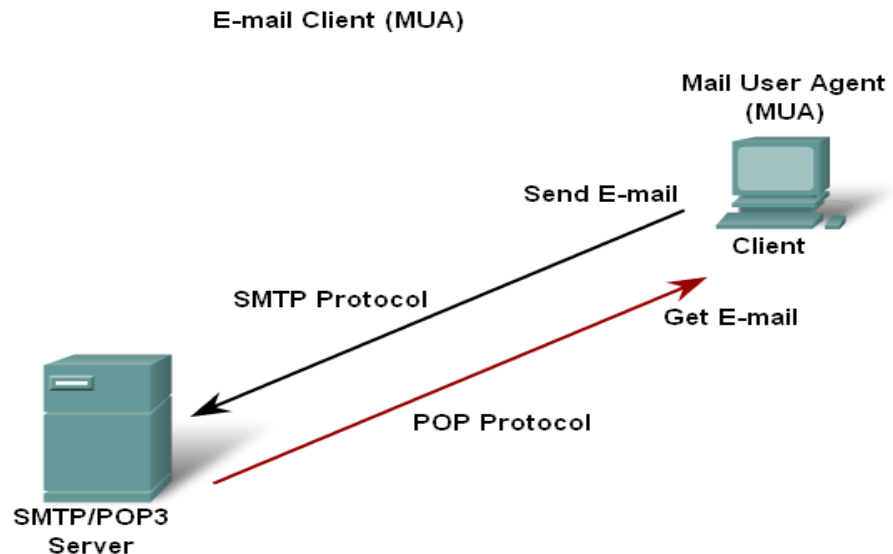 E-mail Client (MUA)
Mail User Agent
(MUA)
Send E-mail
Client
SMTP Protocol
Get E-mail
POP Protocol
SMTP/POP3
Server